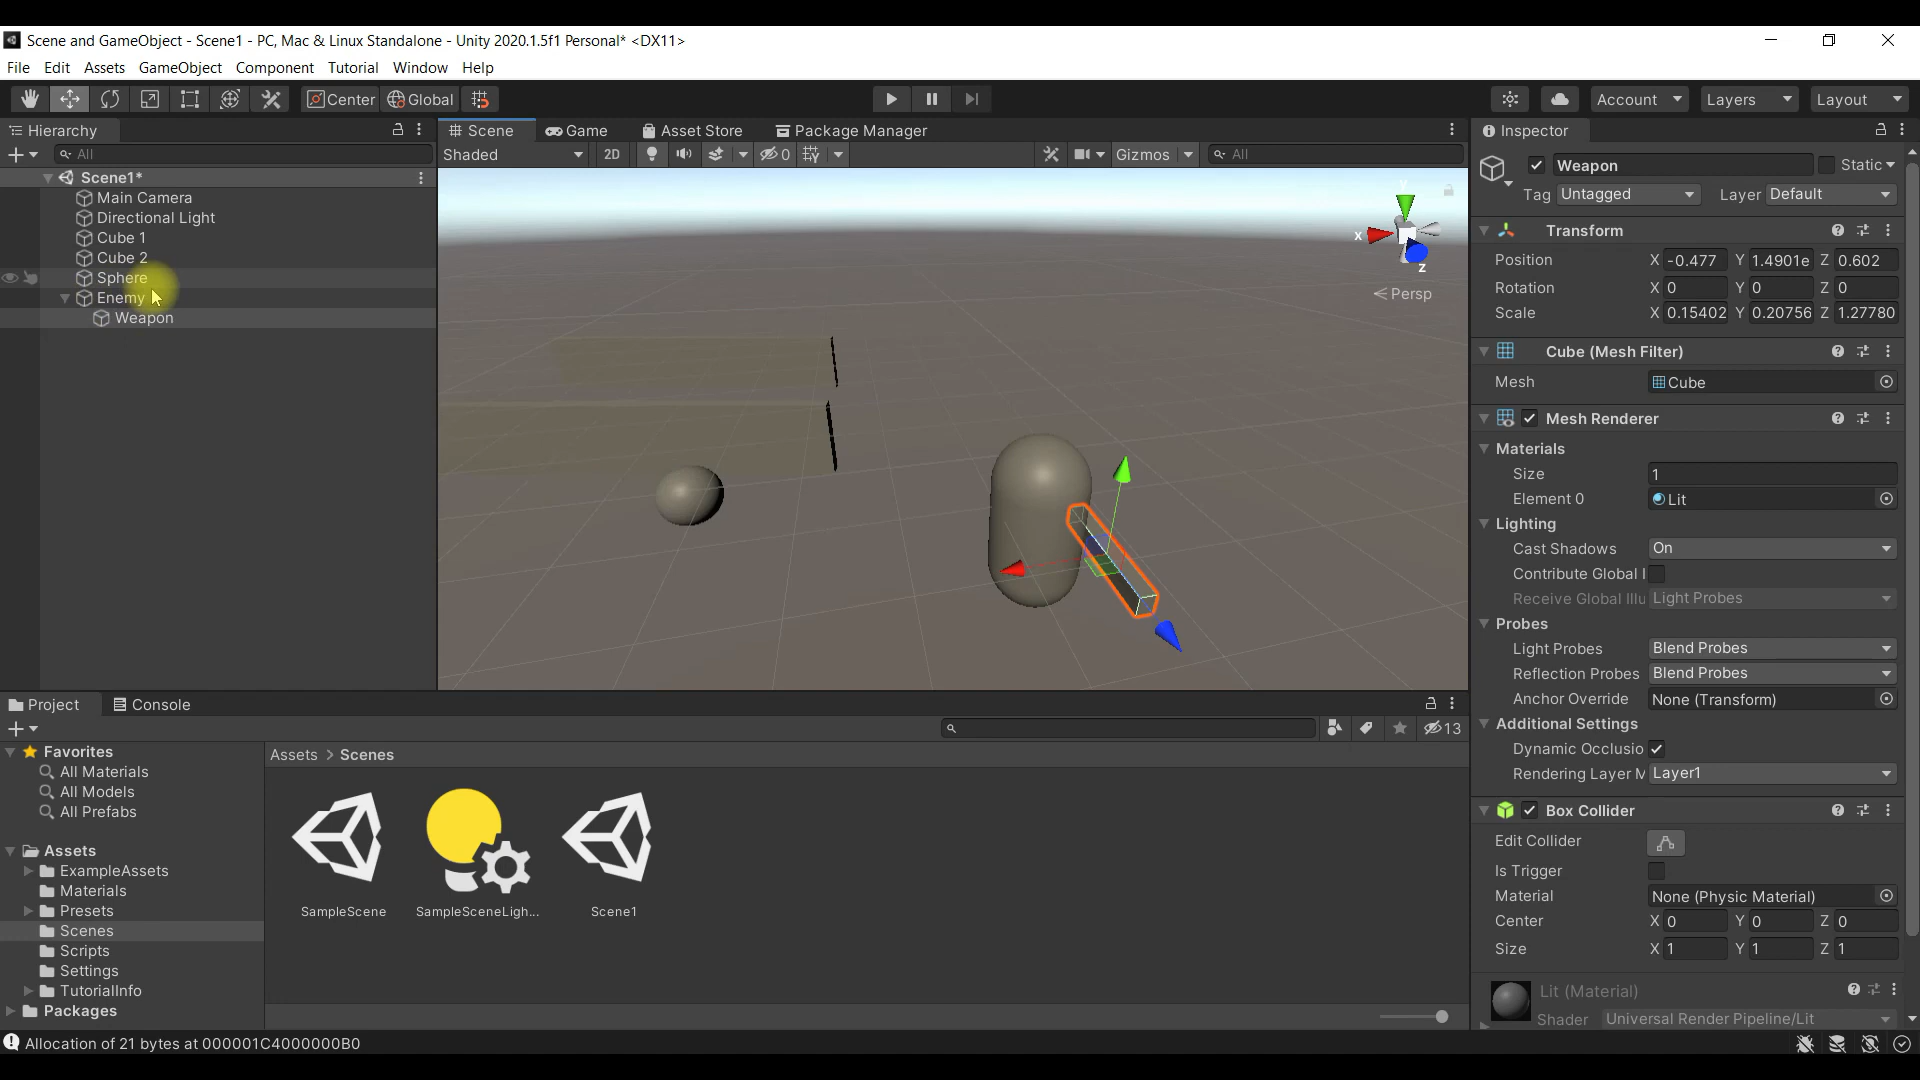 Scene and GameObject - Scene1 - PC, Mac & Linux Standalone - Unity 2020.1.5f1 Personal* <DX11>
File Edit Assets GameObject Component Tutorial Window Help
Center Global Account Layers Layout
Hierarchy
All
Scene1*
Main Camera
Directional Light
Cube 1
Cube 2
Sphere
Enemy
Weapon
Scene Game Asset Store Package Manager
Shaded 2D 0 Gizmos All
y
x
z
Persp
Inspector
Weapon Static
Tag Untagged Layer Default
Transform
Position X -0.477 Y 1.4901e Z 0.602
Rotation X 0 Y 0 Z 0
Scale X 0.15402 Y 0.20756 Z 1.27780
Cube (Mesh Filter)
Mesh Cube
Mesh Renderer
Materials
Size 1
Element 0 Lit
Lighting
Cast Shadows On
Contribute Global I
Receive Global Illu Light Probes
Probes
Light Probes Blend Probes
Reflection Probes Blend Probes
Anchor Override None (Transform)
Additional Settings
Dynamic Occlusio
Rendering Layer M Layer1
Box Collider
Edit Collider
Is Trigger
Material None (Physic Material)
Center X 0 Y 0 Z 0
Size X 1 Y 1 Z 1
Lit (Material)
Shader Universal Render Pipeline/Lit
Project Console
13
Favorites
All Materials
All Models
All Prefabs
Assets
ExampleAssets
Materials
Presets
Scenes
Scripts
Settings
TutorialInfo
Packages
Assets > Scenes
SampleScene SampleSceneLigh... Scene1
Allocation of 21 bytes at 000001C4000000B0